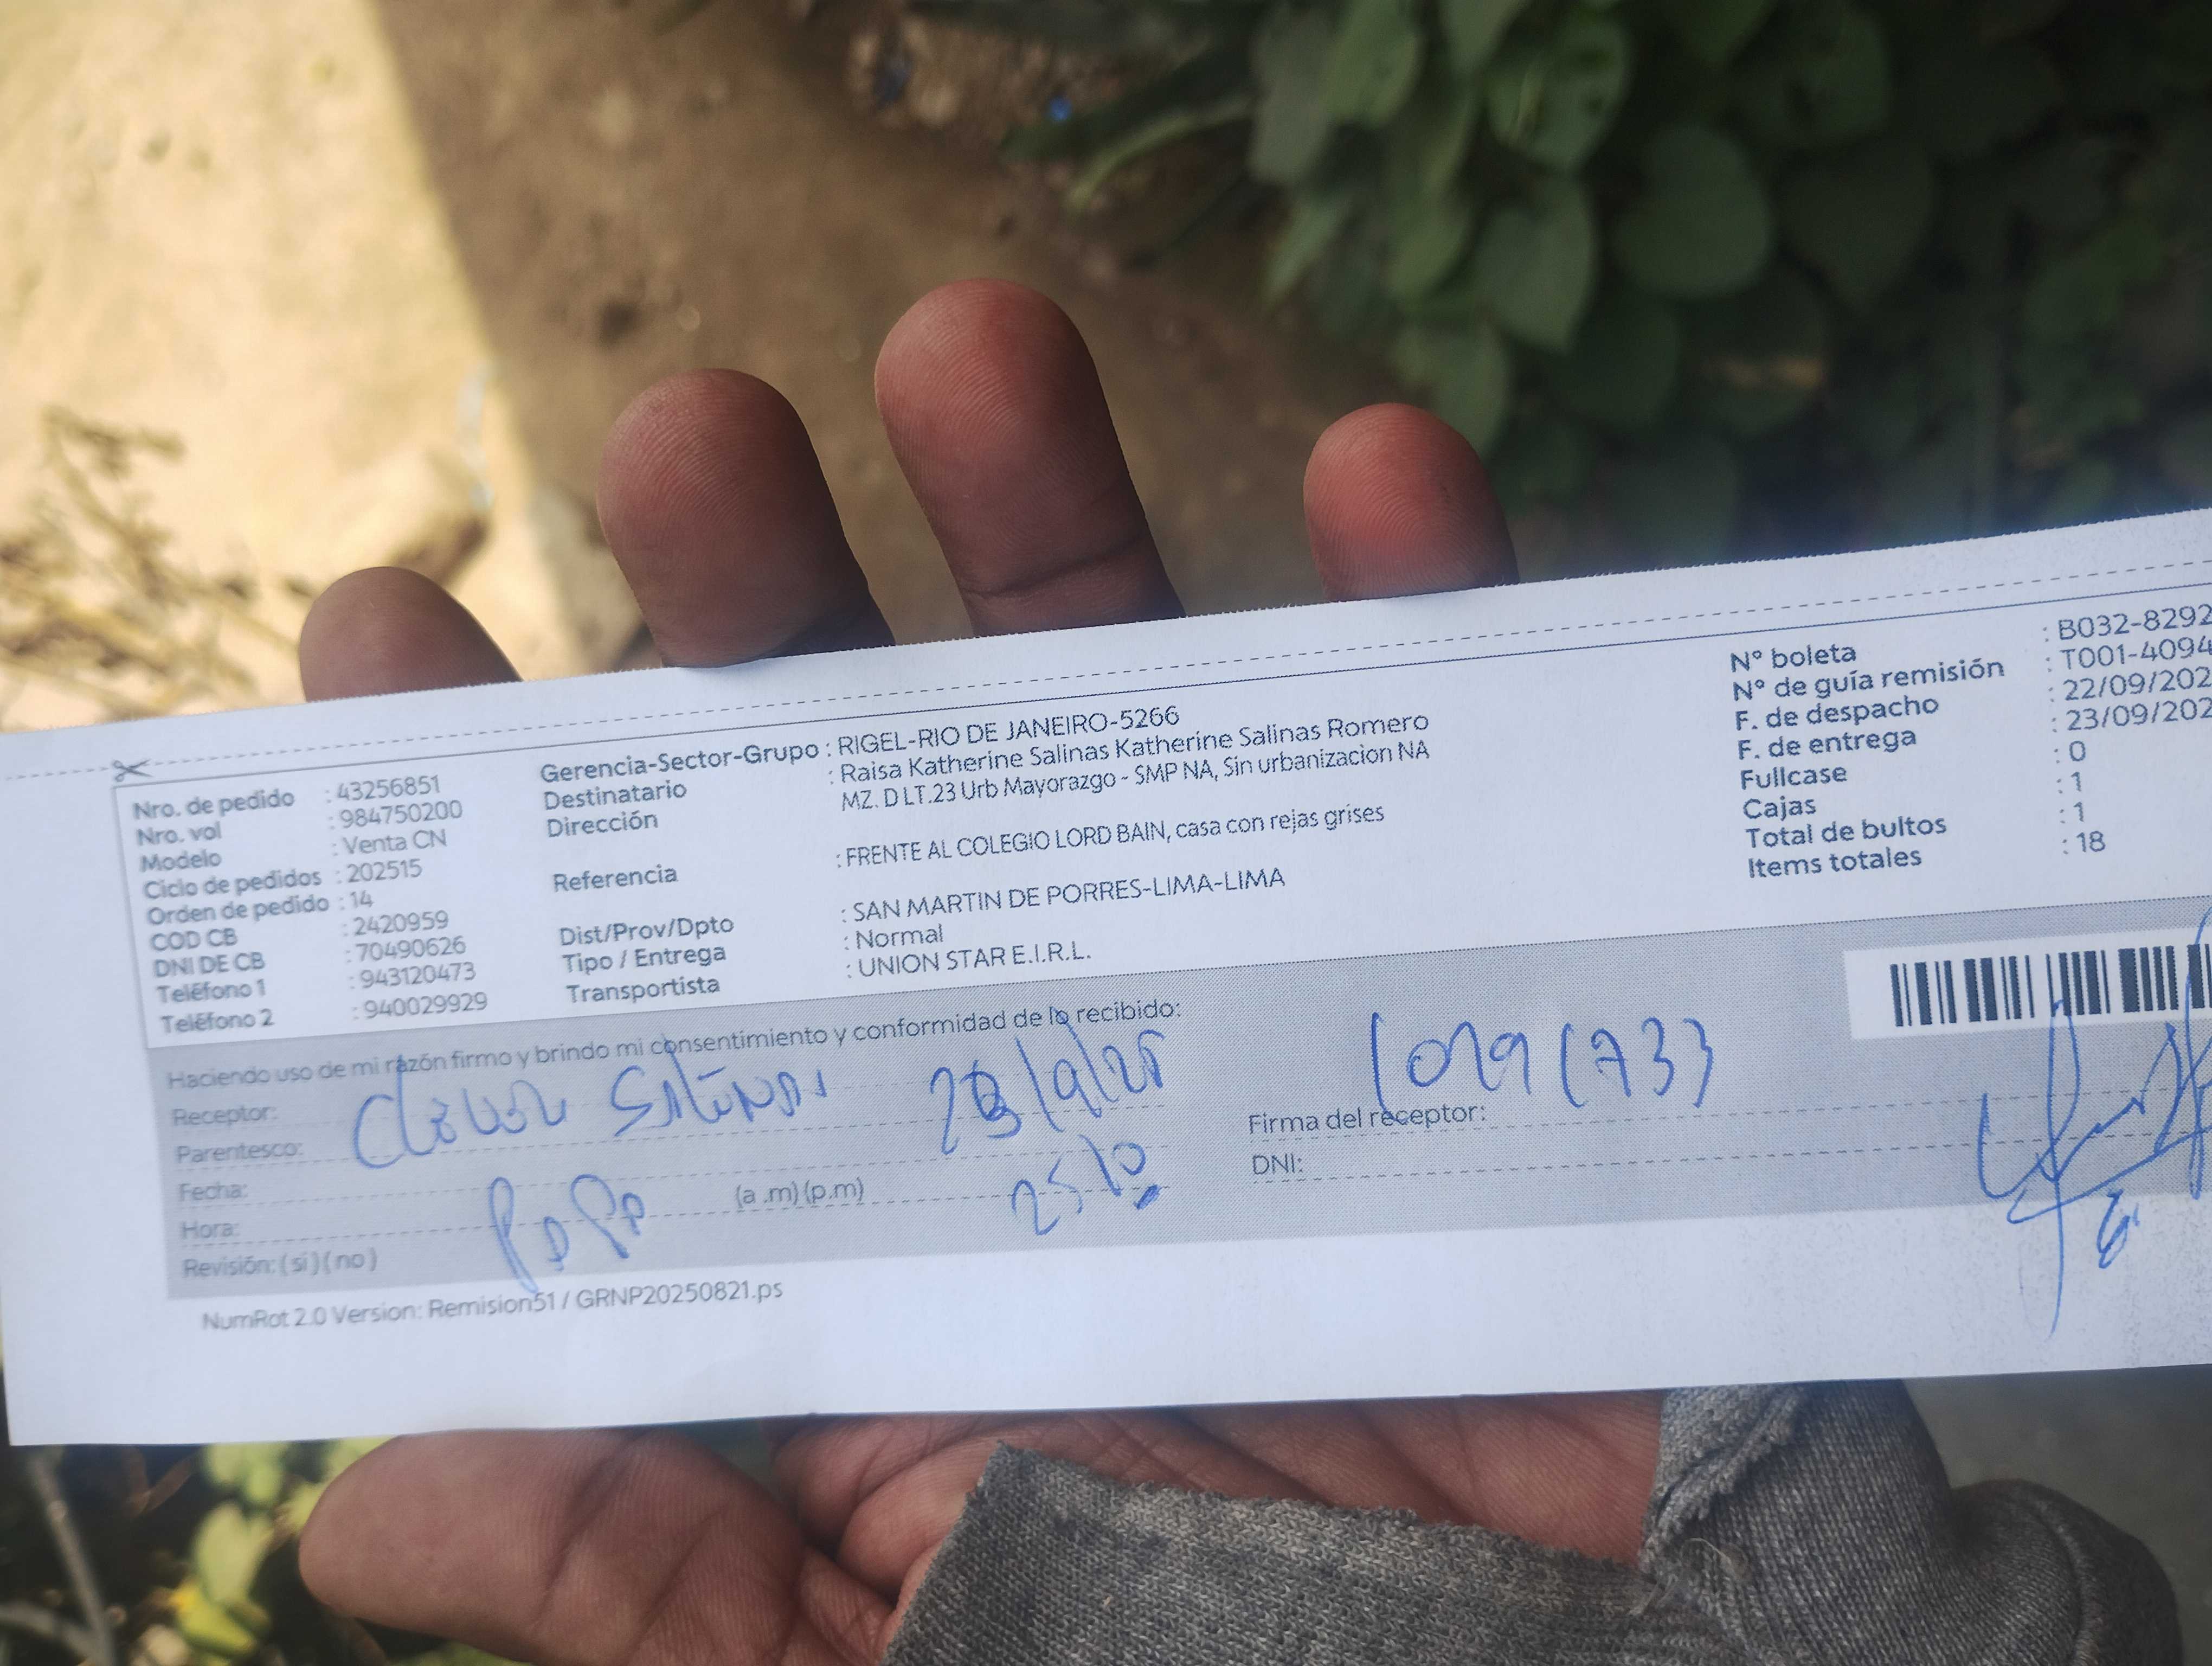 Nro. de pedido : 43256851
Nro. vol : 984750200
Modelo : Venta CN
Ciclo de pedidos : 202515
Orden de pedido : 14
COD CB : 2420959
DNI DE CB : 70490626
Teléfono 1 : 943120473
Teléfono 2 : 940029929
Gerencia-Sector-Grupo : RIGEL-RIO DE JANEIRO-5266
Destinatario : Raisa Katherine Salinas Katherine Salinas Romero
Dirección MZ. D LT.23 Urb Mayorazgo - SMP NA, Sin urbanizacion NA
Referencia : FRENTE AL COLEGIO LORD BAIN, casa con rejas grises
Dist/Prov/Dpto : SAN MARTIN DE PORRES-LIMA-LIMA
Tipo / Entrega : Normal
Transportista : UNION STAR E.I.R.L.
N° boleta : B032-8292
N° de guía remisión : T001-4094
F. de despacho : 22/09/202
F. de entrega : 23/09/202
Fullcase : 0
Cajas : 1
Total de bultos : 1
Items totales : 18
Haciendo uso de mi razón firmo y brindo mi consentimiento y conformidad de lo recibido:
Receptor: Salinas
Parentesco:
Fecha: Papa
Hora: (a .m) (p.m)
Revisión: ( si ) ( no )
Firma del receptor:
DNI:
NumRot 2.0 Version: Remision51 / GRNP20250821.ps